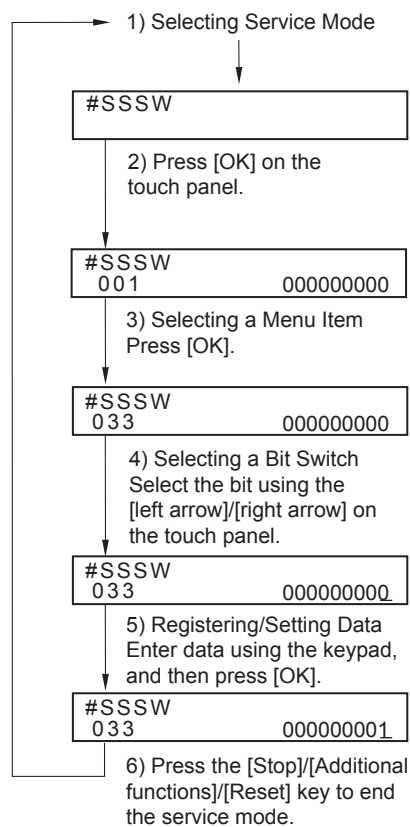 1) Selecting Service Mode
#SSSW
2) Press [OK] on the
touch panel.
#SSSW
001 000000000
3) Selecting a Menu Item
Press [OK].
#SSSW
033 000000000
4) Selecting a Bit Switch
Select the bit using the
[left arrow]/[right arrow] on
the touch panel.
#SSSW
033 000000000
5) Registering/Setting Data
Enter data using the keypad,
and then press [OK].
#SSSW
033 000000001
6) Press the [Stop]/[Additional
functions]/[Reset] key to end
the service mode.